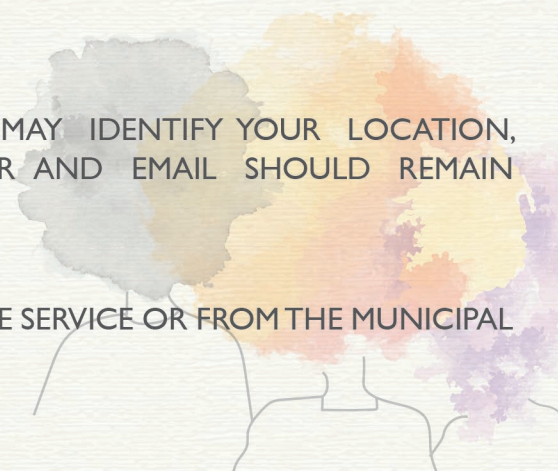 MAY IDENTIFY YOUR LOCATION,
R AND EMAIL SHOULD REMAIN
E SERVICE OR FROM THE MUNICIPAL